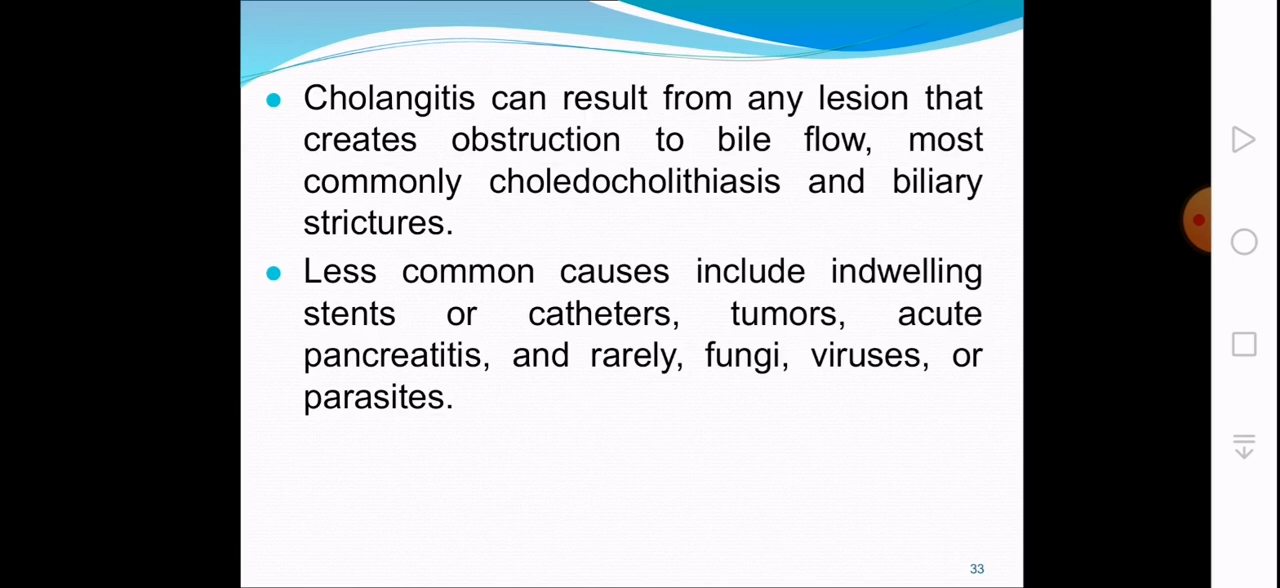 Cholangitis can result from any lesion that
creates obstruction to bile flow, most
commonly choledocholithiasis and biliary
strictures.
Less common causes include indwelling
stents or catheters, tumors, acute
pancreatitis, and rarely, fungi, viruses, or
parasites.
33